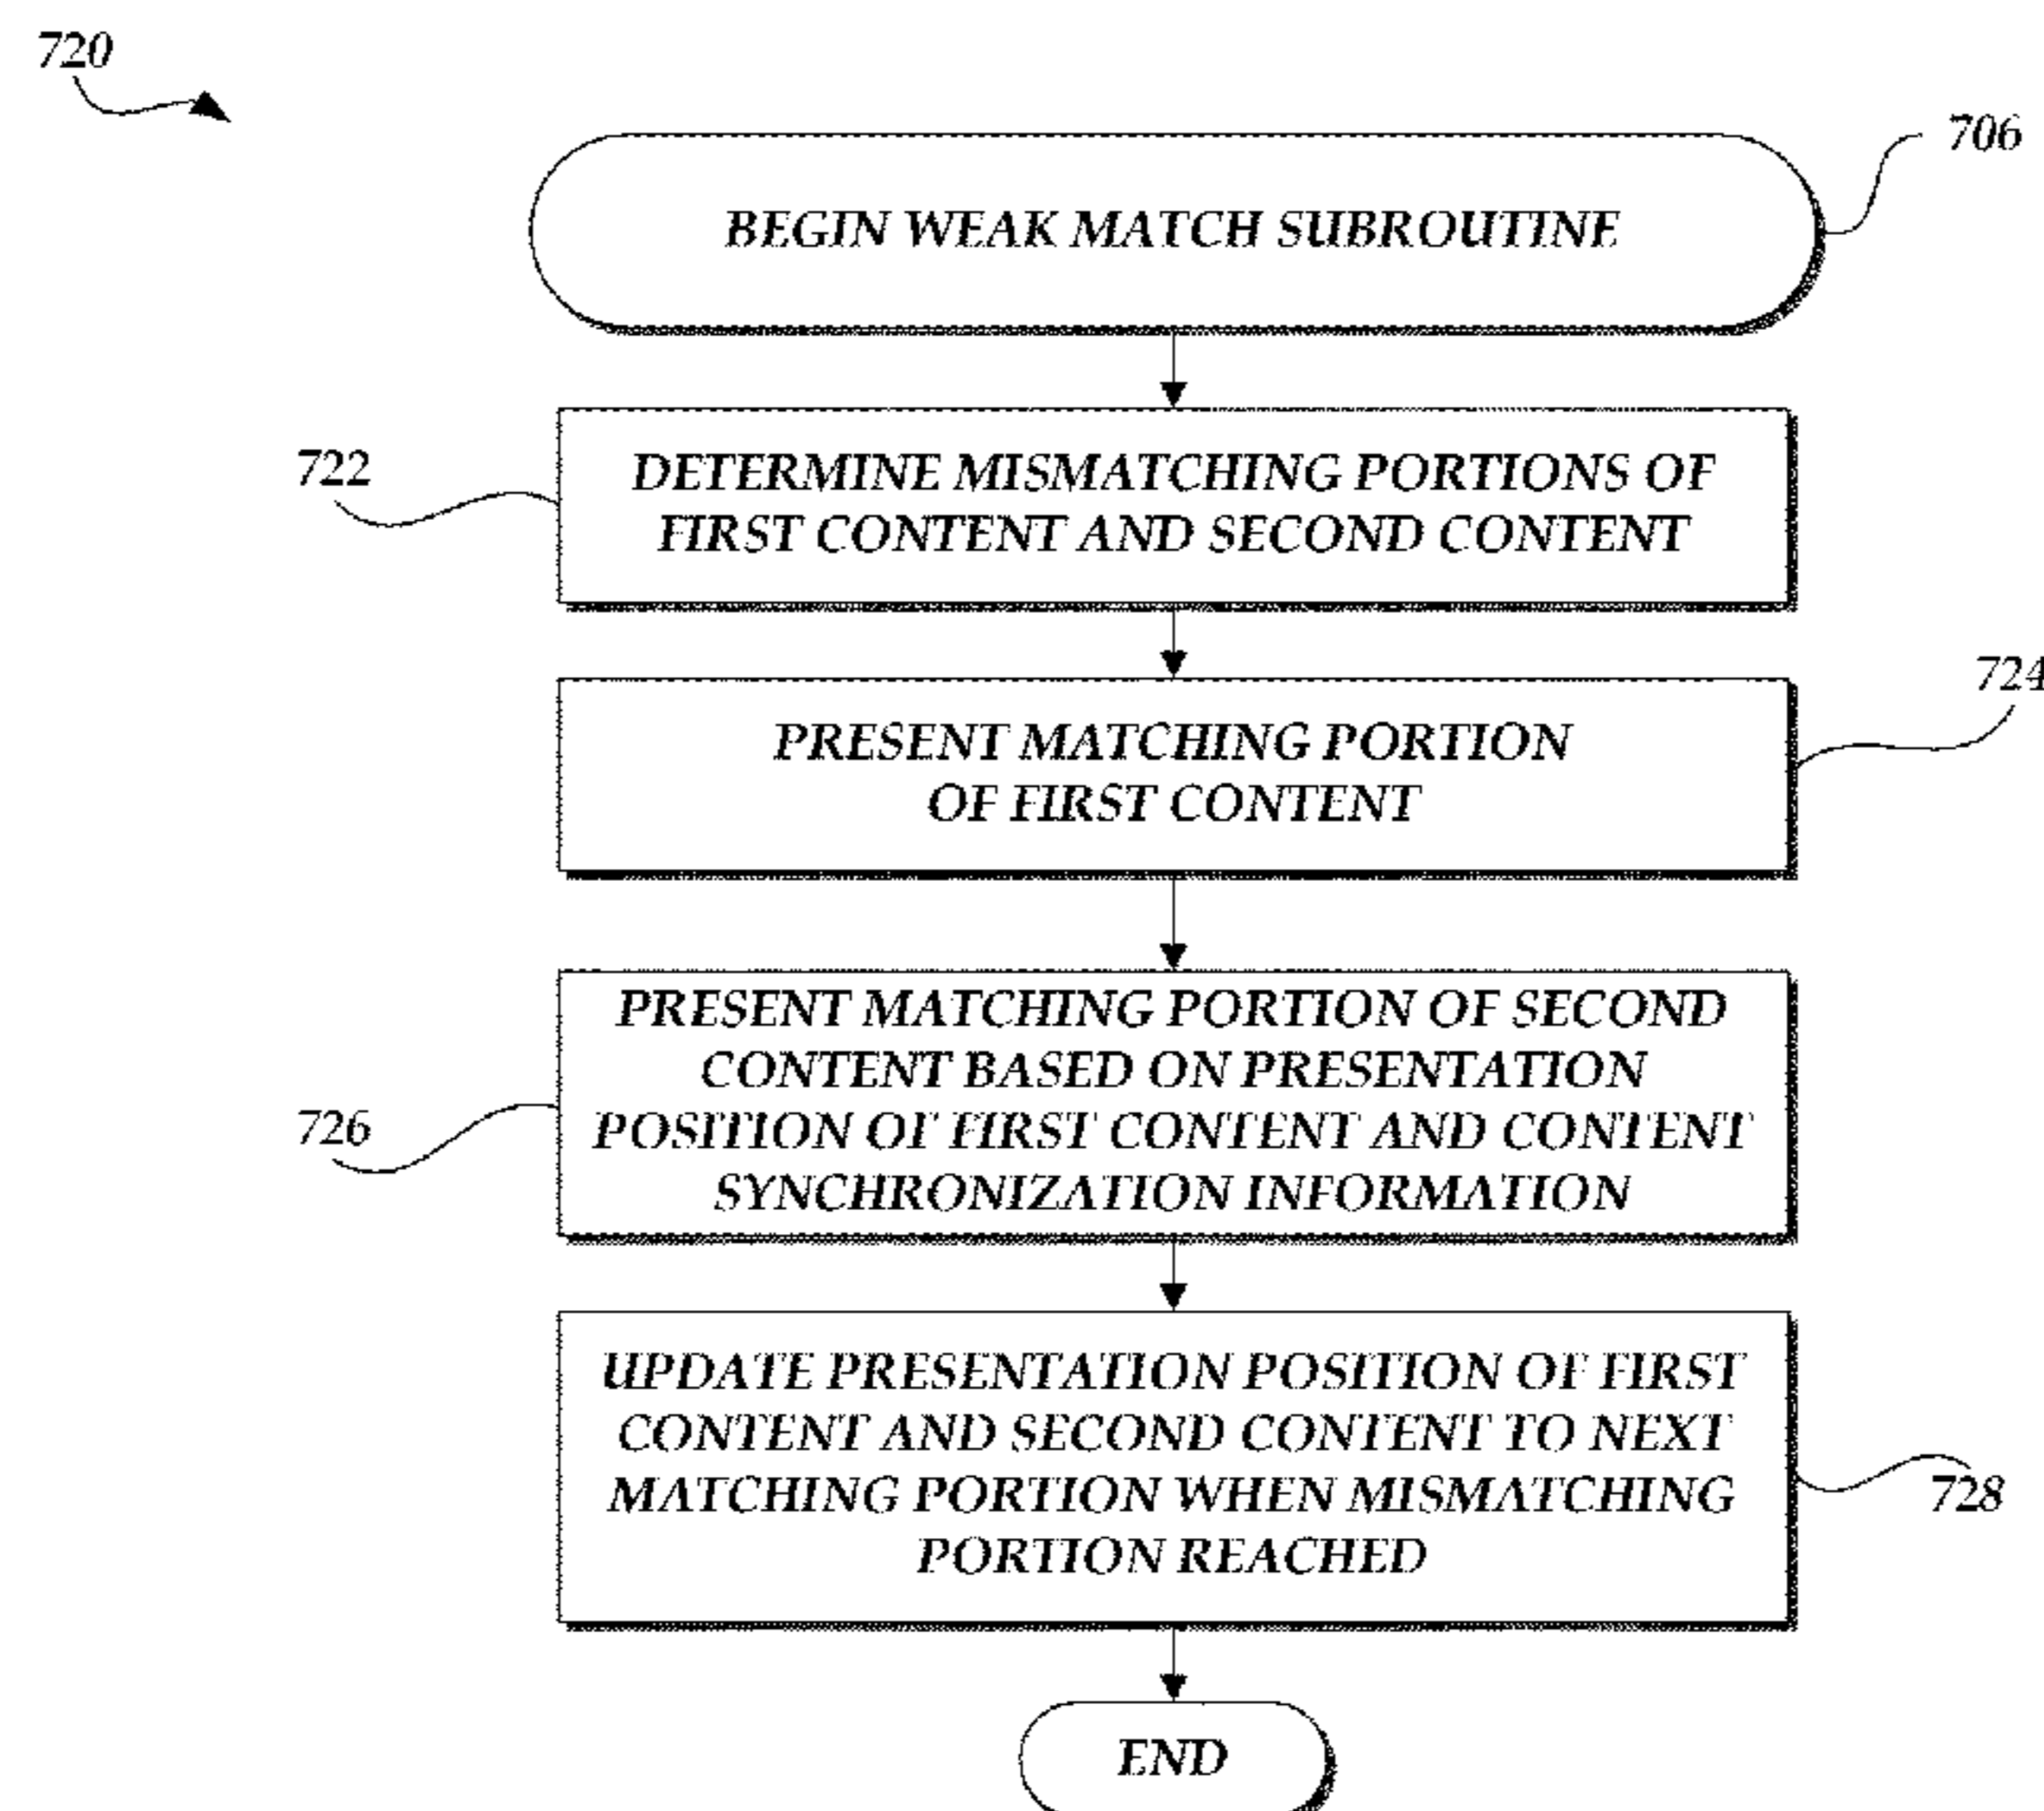 720
706
BEGIN WEAK MATCH SUBROUTINE
722
DETERMINE MISMATCHING PORTIONS OF
FIRST CONTENT AND SECOND CONTENT
724
PRESENT MATCHING PORTION
OF FIRST CONTENT
726
PRESENT MATCHING PORTION OF SECOND
CONTENT BASED ON PRESENTATION
POSITION OF FIRST CONTENT AND CONTENT
SYNCHRONIZATION INFORMATION
UPDATE PRESENTATION POSITION OF FIRST
CONTENT AND SECOND CONTENT TO NEXT
MATCHING PORTION WHEN MISMATCHING
PORTION REACHED
728
END